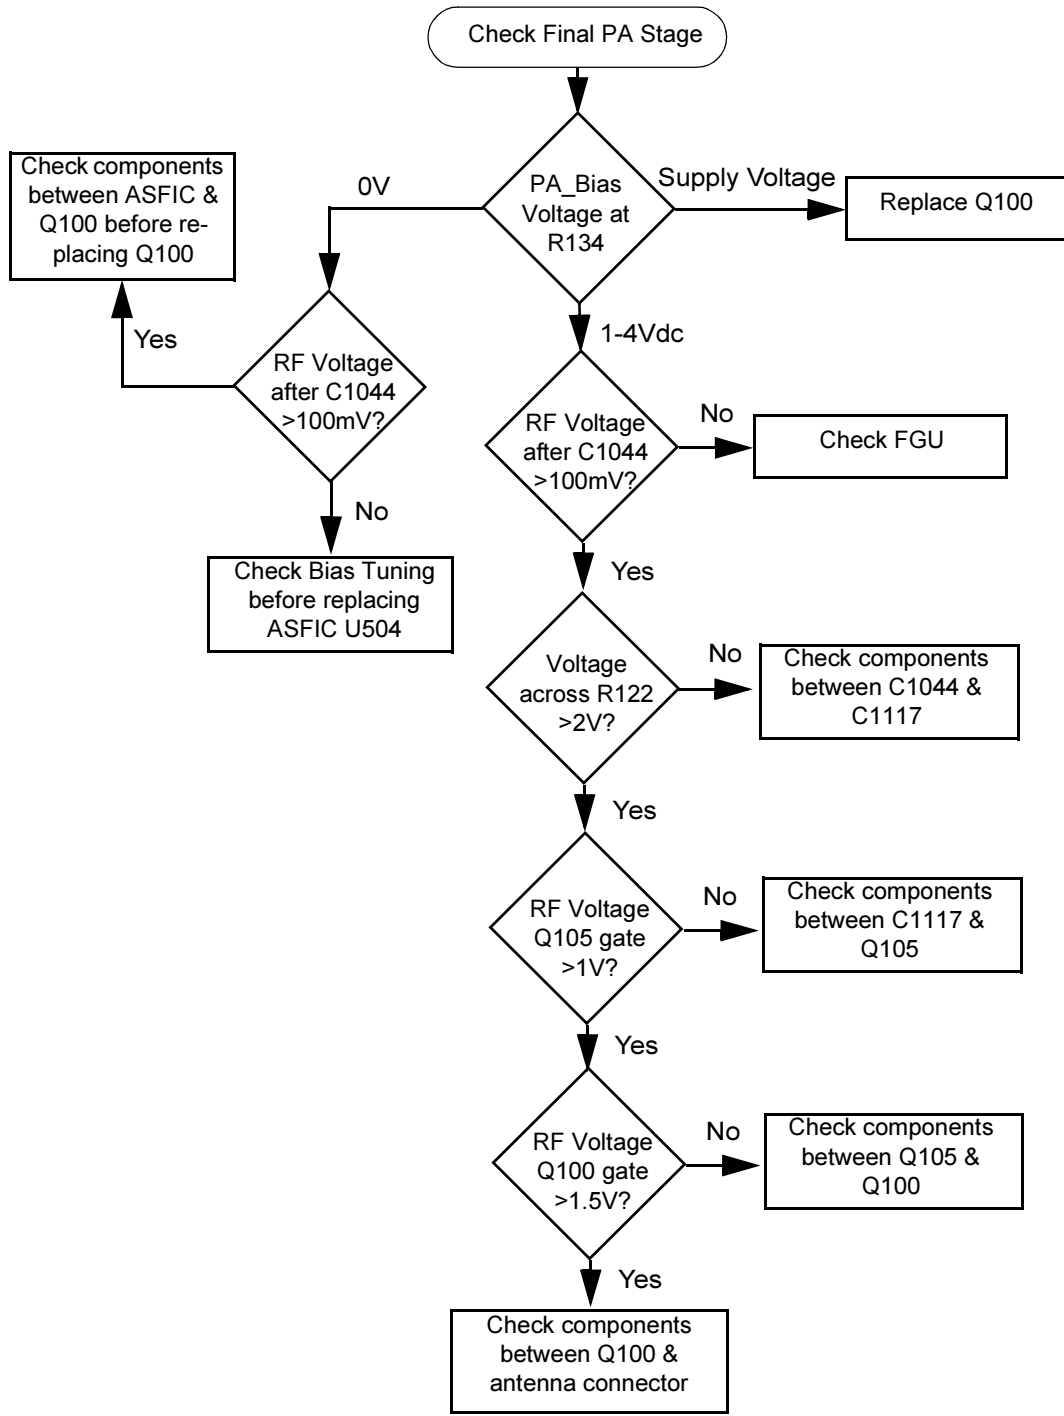 Check Final PA Stage
Check components
between ASFIC &
Q100 before re-
placing Q100
0V
PA_Bias
Voltage at
R134
Supply Voltage
Replace Q100
Yes
RF Voltage
after C1044
>100mV?
1-4Vdc
RF Voltage
after C1044
>100mV?
No
Check FGU
No
Check Bias Tuning
before replacing
ASFIC U504
Yes
Voltage
across R122
>2V?
No
Check components
between C1044 &
C1117
Yes
RF Voltage
Q105 gate
>1V?
No
Check components
between C1117 &
Q105
Yes
RF Voltage
Q100 gate
>1.5V?
No
Check components
between Q105 &
Q100
Yes
Check components
between Q100 &
antenna connector